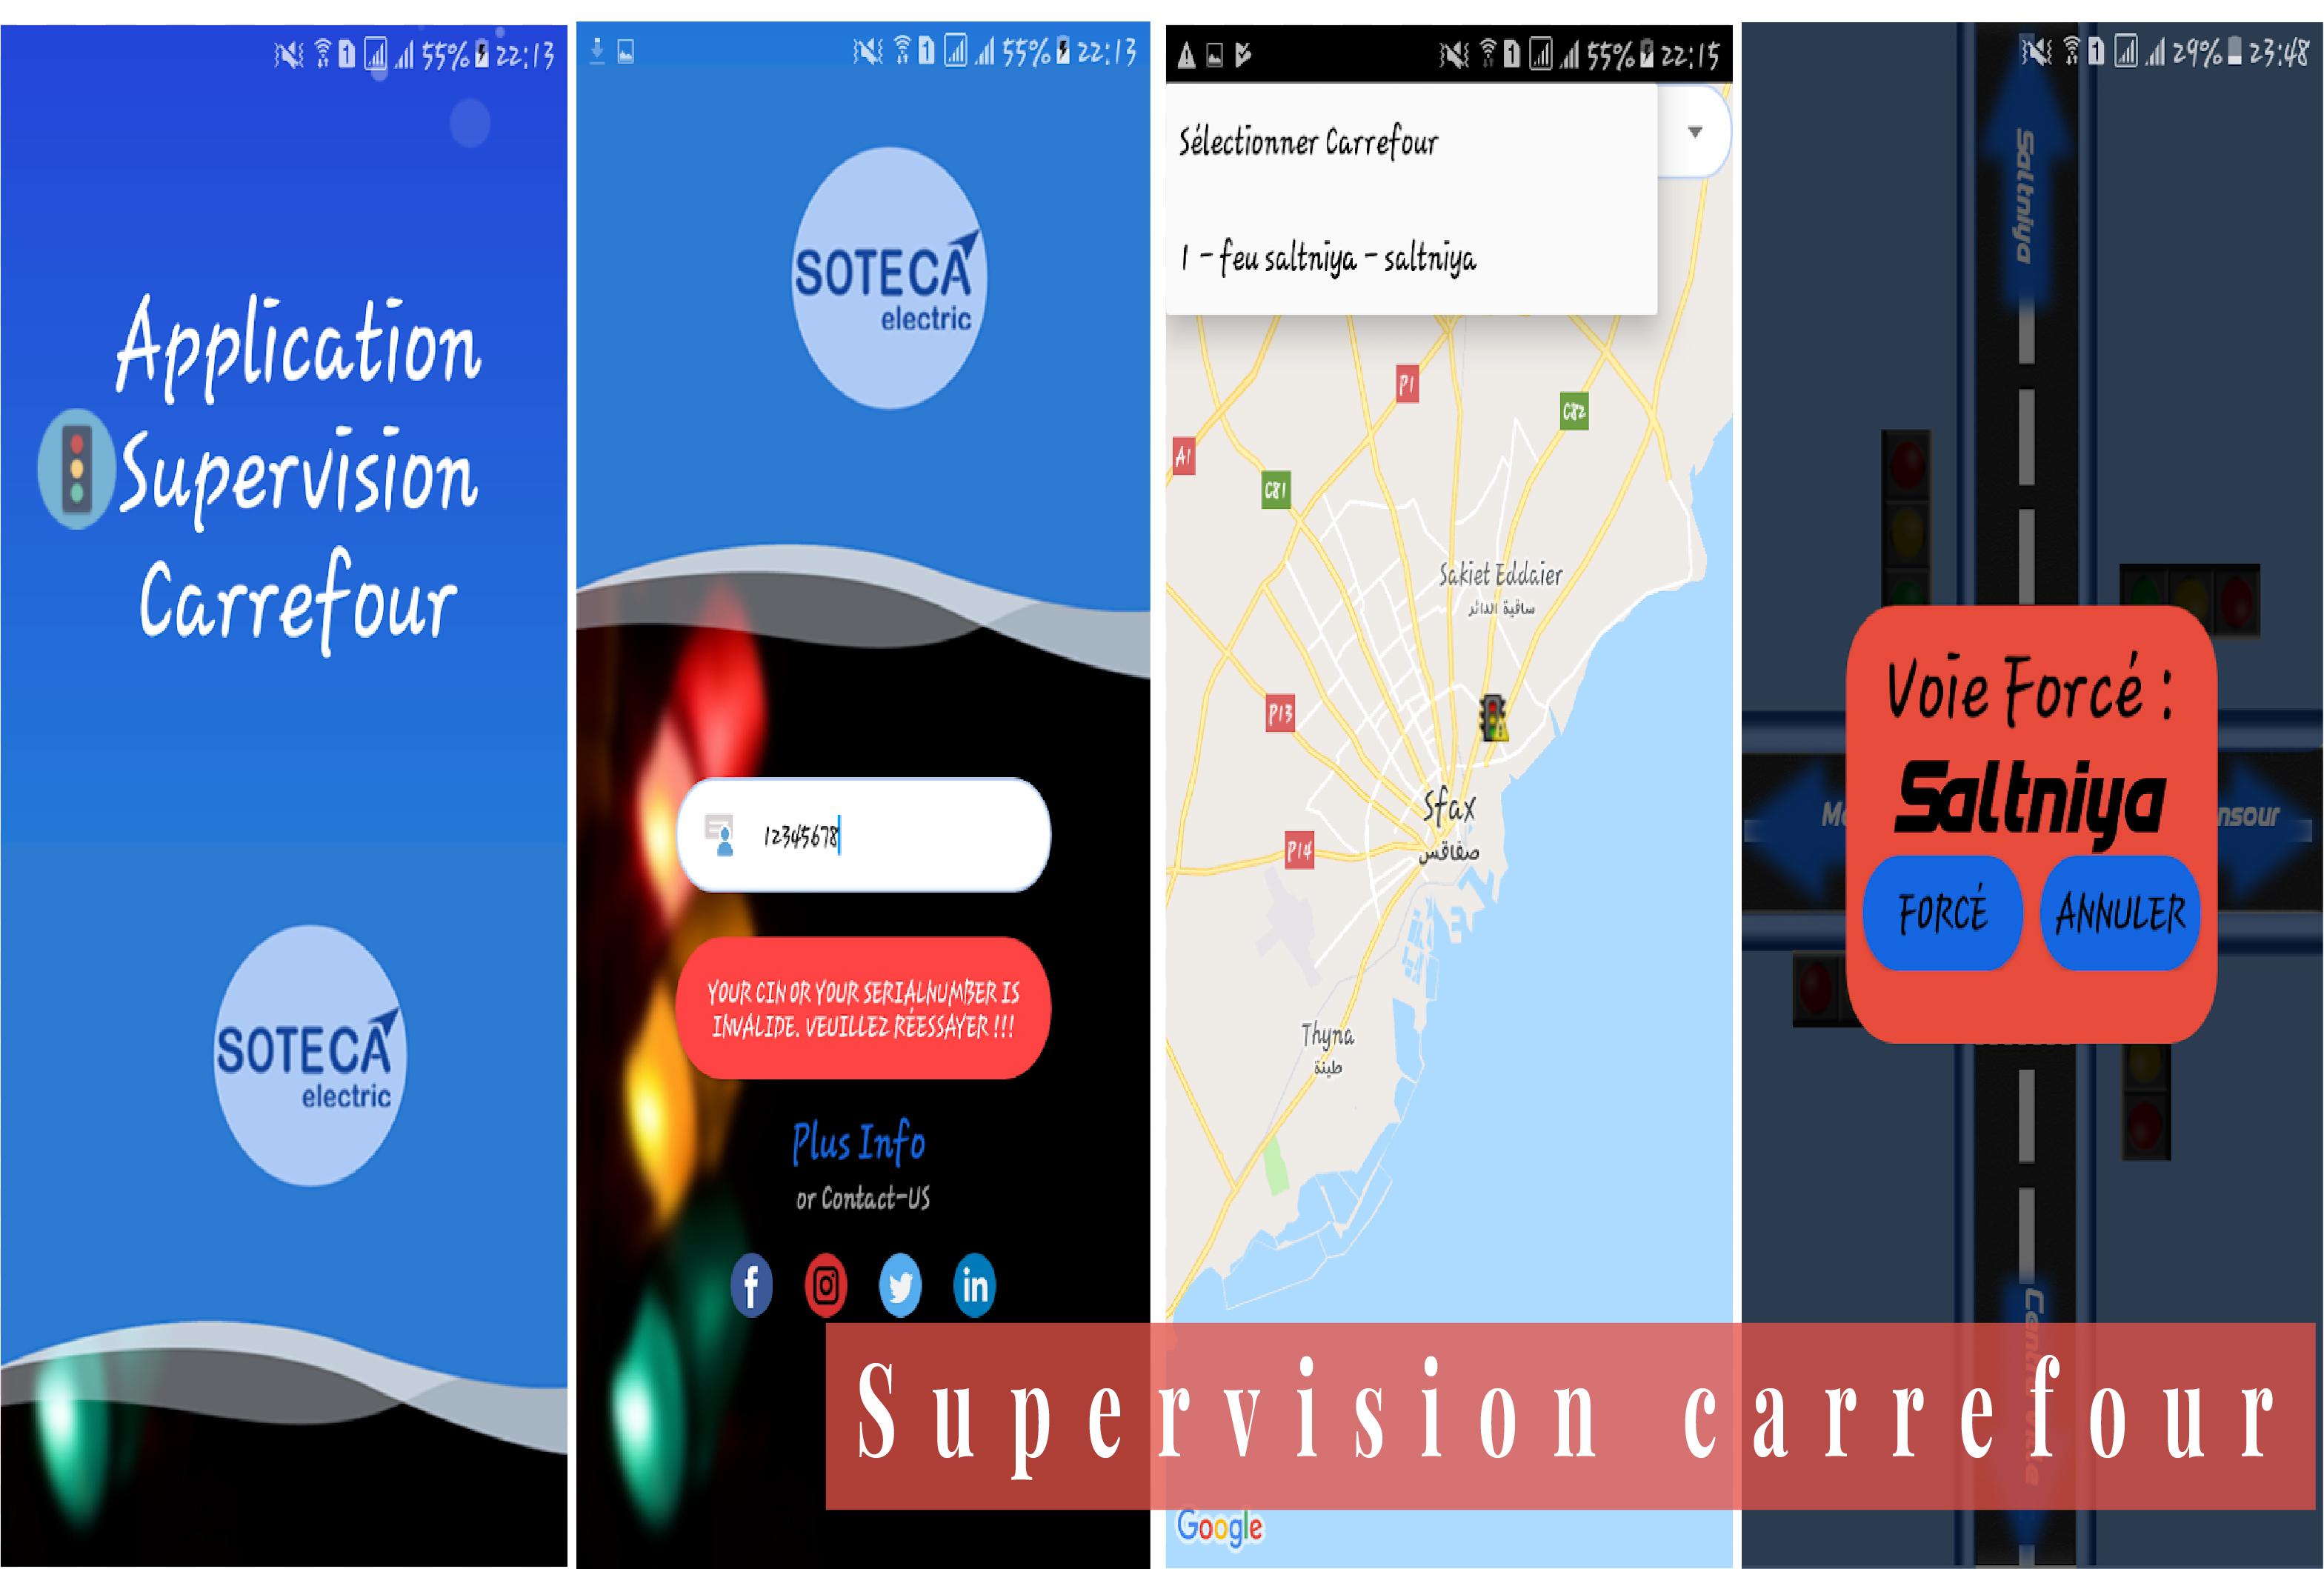 55% 22:13
Application
Supervision
Carrefour
SOTECA
electric
55% 22:13
SOTECA
electric
12345678
YOUR CIN OR YOUR SERIALNUMBER IS
INVALIDE. VEUILLEZ RÉESSAYER !!!
Plus Info
or Contact-US
55% 22:15
Sélectionner Carrefour
1 - feu saltniya - saltniya
P1
C82
A1
C81
Sakiet Eddaier
ساقية الدائر
P13
Sfax
صفاقس
P14
Thyna
طينة
Google
29% 23:48
Saltniya
Voie Forcé :
Saltniya
FORCÉ ANNULER
nsour
Supervision carrefour